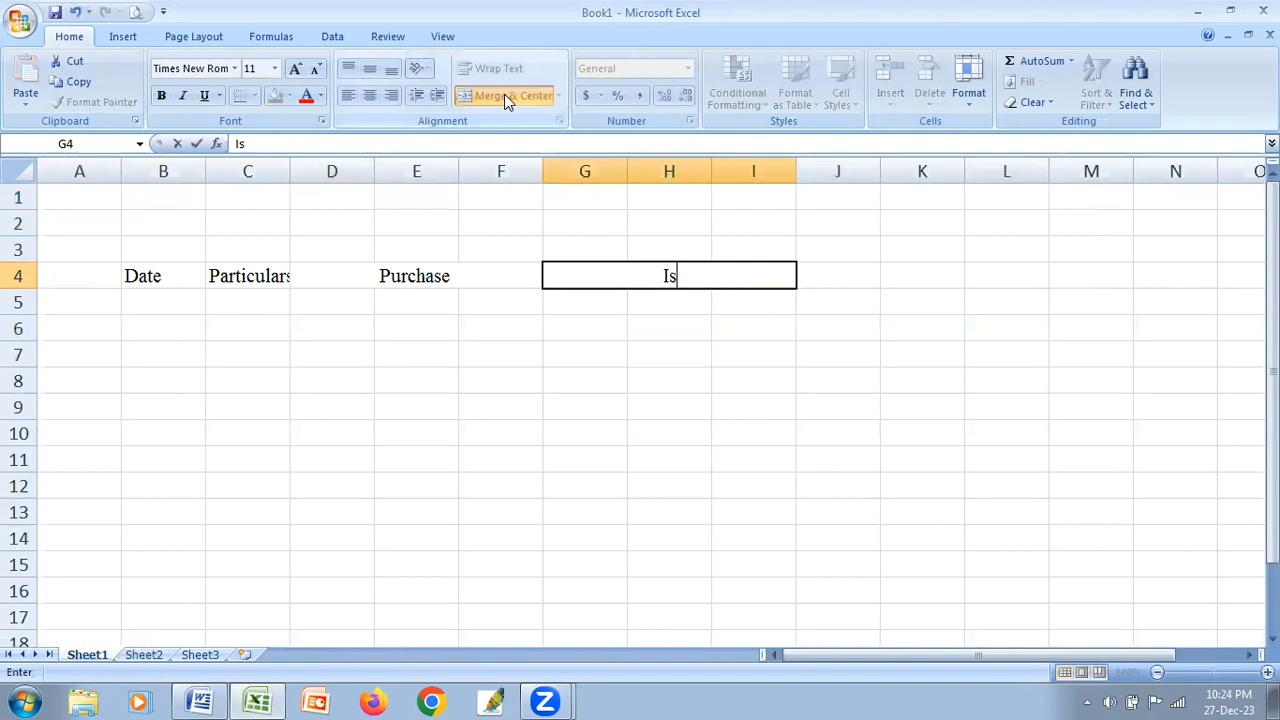 Book1 - Microsoft Excel
Home Insert Page Layout Formulas Data Review View
Cut
Copy
Format Painter
Paste
Clipboard
Times New Rom 11
B I U
Font
Wrap Text
Merge & Center
Alignment
General
$ % ,
Number
Conditional Formatting
Format as Table
Cell Styles
Styles
Insert Delete Format
Cells
Σ AutoSum
Fill
Clear
Sort & Filter
Find & Select
Editing
G4 fx Is
A B C D E F G H I J K L M N O
1
2
3
4 Date Particulars Purchase Is
5
6
7
8
9
10
11
12
13
14
15
16
17
18
Sheet1 Sheet2 Sheet3
Enter
10:24 PM
27-Dec-23